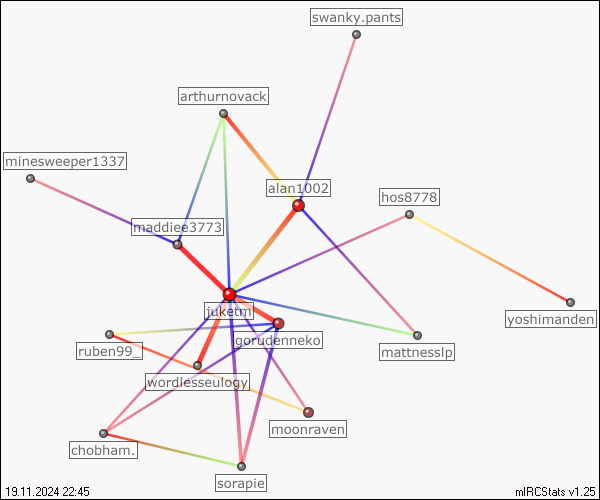 swanky.pants
arthurnovack
minesweeper1337
alan1002
hos8778
maddiee3773
juketm
yoshimanden
gorudenneko
ruben99_
mattnesslp
wordlesseulogy
moonraven
chobham.
sorapie
19.11.2024 22:45
mIRCStats v1.25